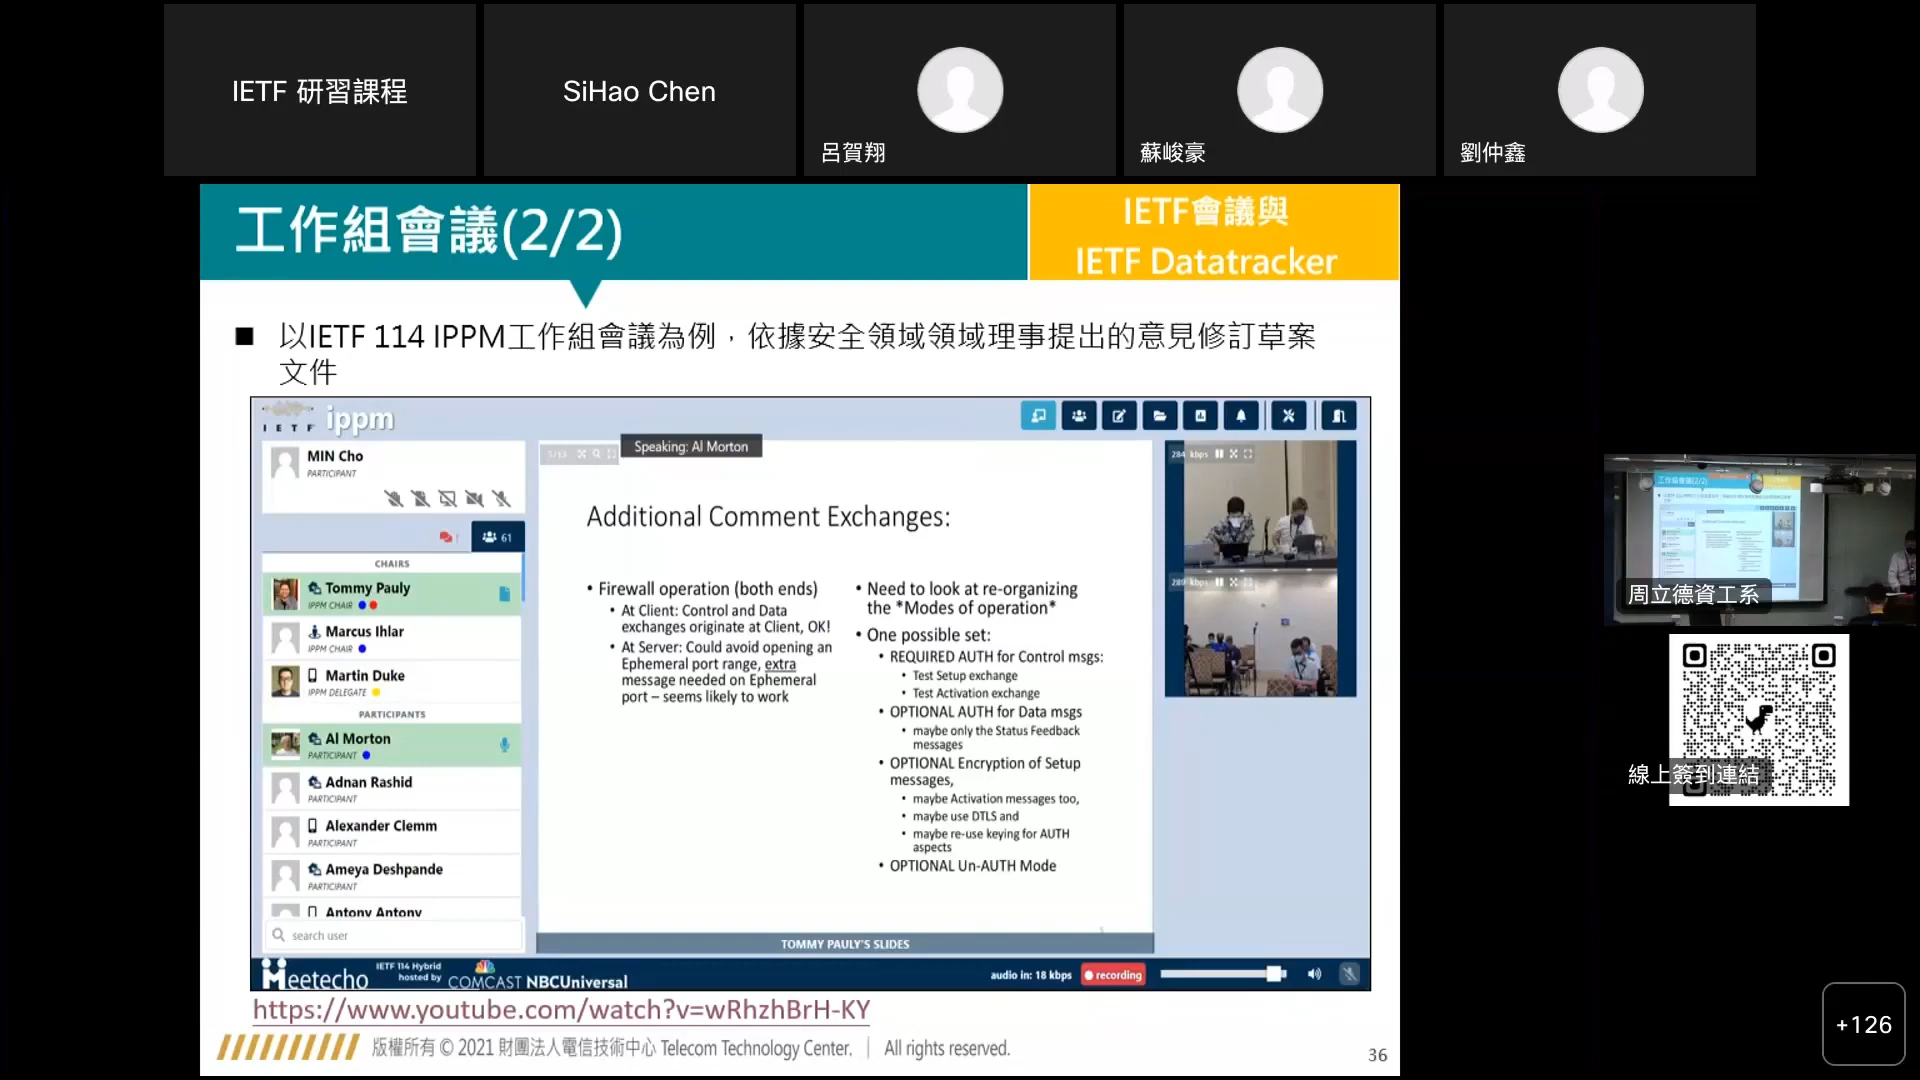 IETF 研習課程
SiHao Chen
呂賀翔
蘇峻豪
劉仲鑫
工作組會議(2/2)
IETF會議與
IETF Datatracker
■ 以IETF 114 IPPM工作組會議為例，依據安全領域領域理事提出的意見修訂草案
文件
IETF ippm
MIN Cho
PARTICIPANT
61
CHAIRS
Tommy Pauly
IPPM CHAIR
Marcus Ihlar
IPPM CHAIR
Martin Duke
IPPM DELEGATE
PARTICIPANTS
Al Morton
PARTICIPANT
Adnan Rashid
PARTICIPANT
Alexander Clemm
PARTICIPANT
Ameya Deshpande
PARTICIPANT
Antony Antony
search user
Speaking: Al Morton
Additional Comment Exchanges:
• Firewall operation (both ends)
• At Client: Control and Data
exchanges originate at Client, OK!
• At Server: Could avoid opening an
Ephemeral port range, extra
message needed on Ephemeral
port – seems likely to work
• Need to look at re-organizing
the *Modes of operation*
• One possible set:
• REQUIRED AUTH for Control msgs:
• Test Setup exchange
• Test Activation exchange
• OPTIONAL AUTH for Data msgs
• maybe only the Status Feedback
messages
• OPTIONAL Encryption of Setup
messages,
• maybe Activation messages too,
• maybe use DTLS and
• maybe re-use keying for AUTH
aspects
• OPTIONAL Un-AUTH Mode
TOMMY PAULY'S SLIDES
284 kbps
289 kbps
Meetecho
IETF 114 Hybrid
hosted by
COMCAST NBCUniversal
audio in: 18 kbps
recording
https://www.youtube.com/watch?v=wRhzhBrH-KY
版權所有 © 2021 財團法人電信技術中心 Telecom Technology Center. | All rights reserved.
36
工作組會議(2/2)
周立德資工系
線上簽到連結
+126